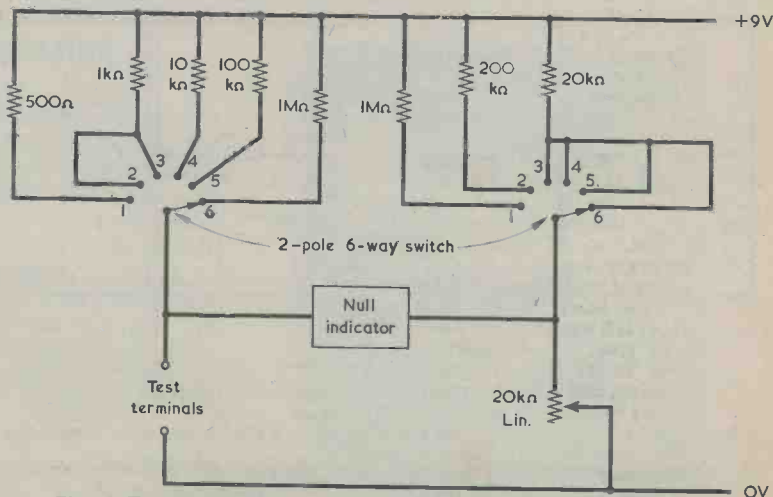 +9V
1kΩ
10
kΩ
100
kΩ
200
kΩ
20kΩ
500Ω
1MΩ
1MΩ
3
4
2
5
1
6
3
4
2
5
1
6
2-pole 6-way switch
Null
indicator
Test
terminals
20kΩ
Lin.
0V